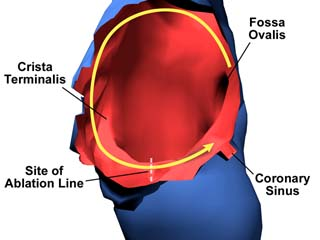 Fossa
Ovalis
Crista
Terminalis
Site of
Ablation Line
Coronary
Sinus